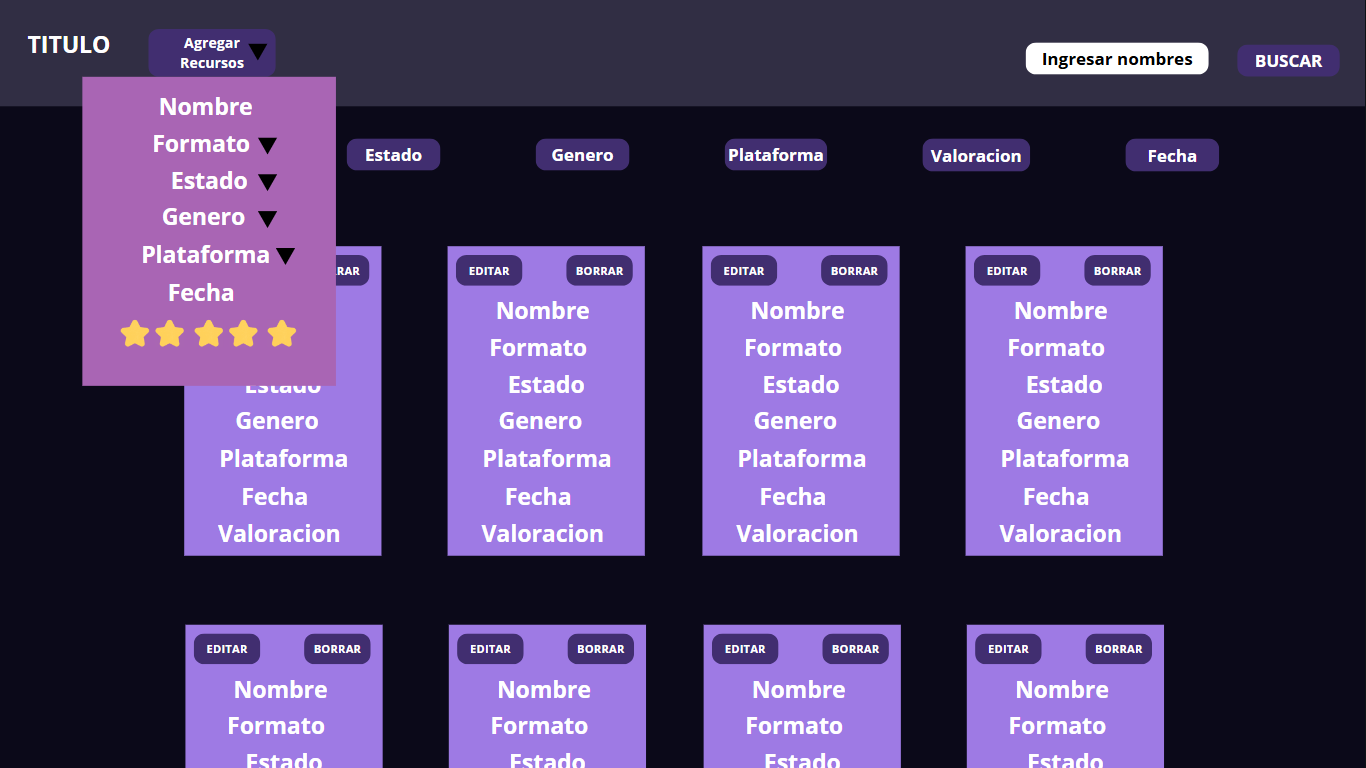 TITULO
Agregar
Recursos
Ingresar nombres
BUSCAR
Nombre
Formato
Estado
Genero
Plataforma
Fecha
Estado
Genero
Plataforma
Valoracion
Fecha
RRAR
Estado
Genero
Plataforma
Fecha
Valoracion
EDITAR BORRAR
Nombre
Formato
Estado
Genero
Plataforma
Fecha
Valoracion
EDITAR BORRAR
Nombre
Formato
Estado
Genero
Plataforma
Fecha
Valoracion
EDITAR BORRAR
Nombre
Formato
Estado
Genero
Plataforma
Fecha
Valoracion
EDITAR BORRAR
Nombre
Formato
Estado
EDITAR BORRAR
Nombre
Formato
Estado
EDITAR BORRAR
Nombre
Formato
Estado
EDITAR BORRAR
Nombre
Formato
Estado